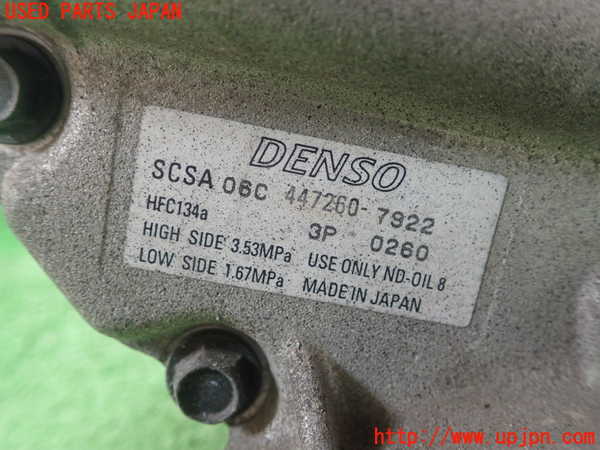 USED PARTS JAPAN
DENSO
SCSA 06C 447260-7922
HFC134a 3P 0260
HIGH SIDE 3.53MPa USE ONLY ND-OIL 8
LOW SIDE 1.67MPa MADE IN JAPAN
http://www.upjpn.com/